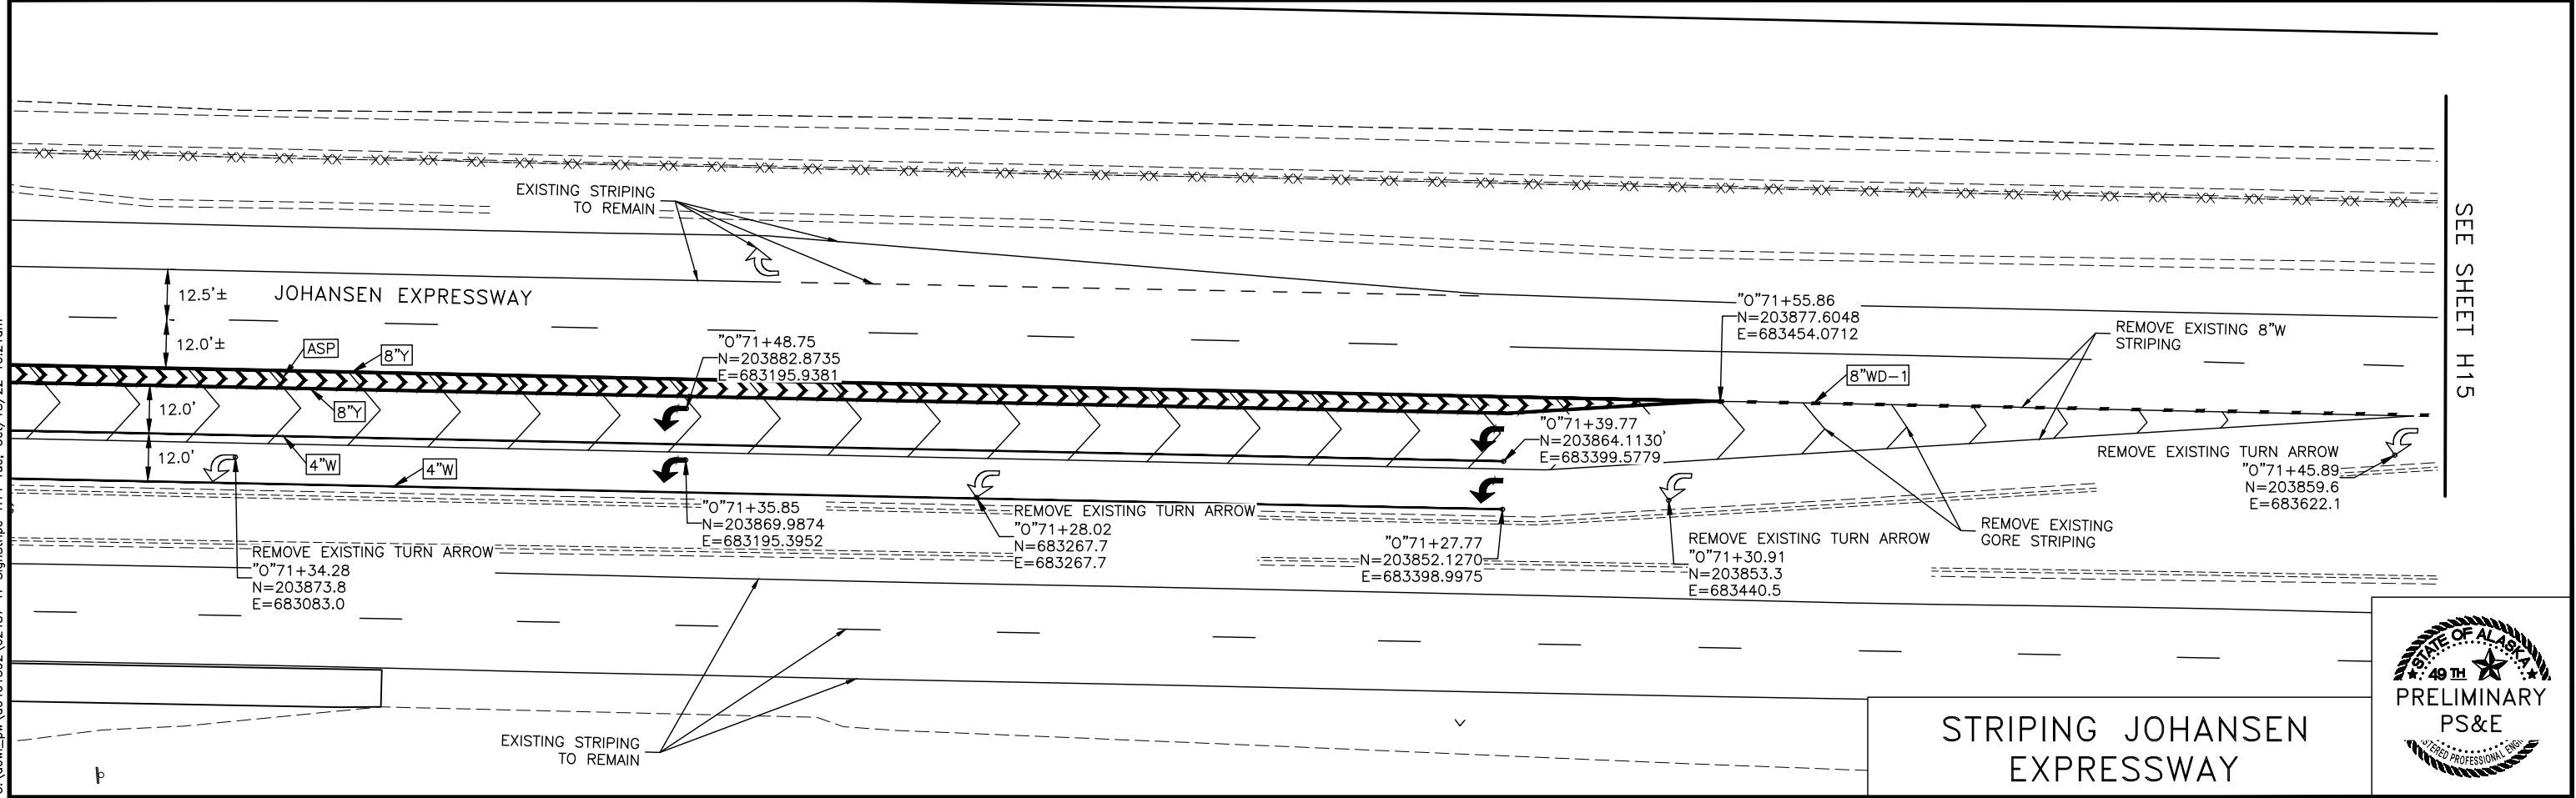 EXISTING STRIPING
TO REMAIN
SEE SHEET H15
12.5'±
JOHANSEN EXPRESSWAY
12.0'±
ASP
8"Y
"O"71+48.75
N=203882.8735
E=683195.9381
"O"71+55.86
N=203877.6048
E=683454.0712
REMOVE EXISTING 8"W
STRIPING
8"WD-1
12.0'
8"Y
12.0'
4"W
4"W
"O"71+39.77
N=203864.1130'
E=683399.5779
REMOVE EXISTING TURN ARROW
"O"71+45.89
N=203859.6
E=683622.1
"O"71+35.85
N=203869.9874
E=683195.3952
REMOVE EXISTING TURN ARROW
"O"71+28.02
N=683267.7
E=683267.7
REMOVE EXISTING TURN ARROW
"O"71+34.28
N=203873.8
E=683083.0
"O"71+27.77
N=203852.1270
E=683398.9975
REMOVE EXISTING TURN ARROW
"O"71+30.91
N=203853.3
E=683440.5
REMOVE EXISTING
GORE STRIPING
EXISTING STRIPING
TO REMAIN
STRIPING JOHANSEN
EXPRESSWAY
STATE OF ALASKA
49 TH
PRELIMINARY
PS&E